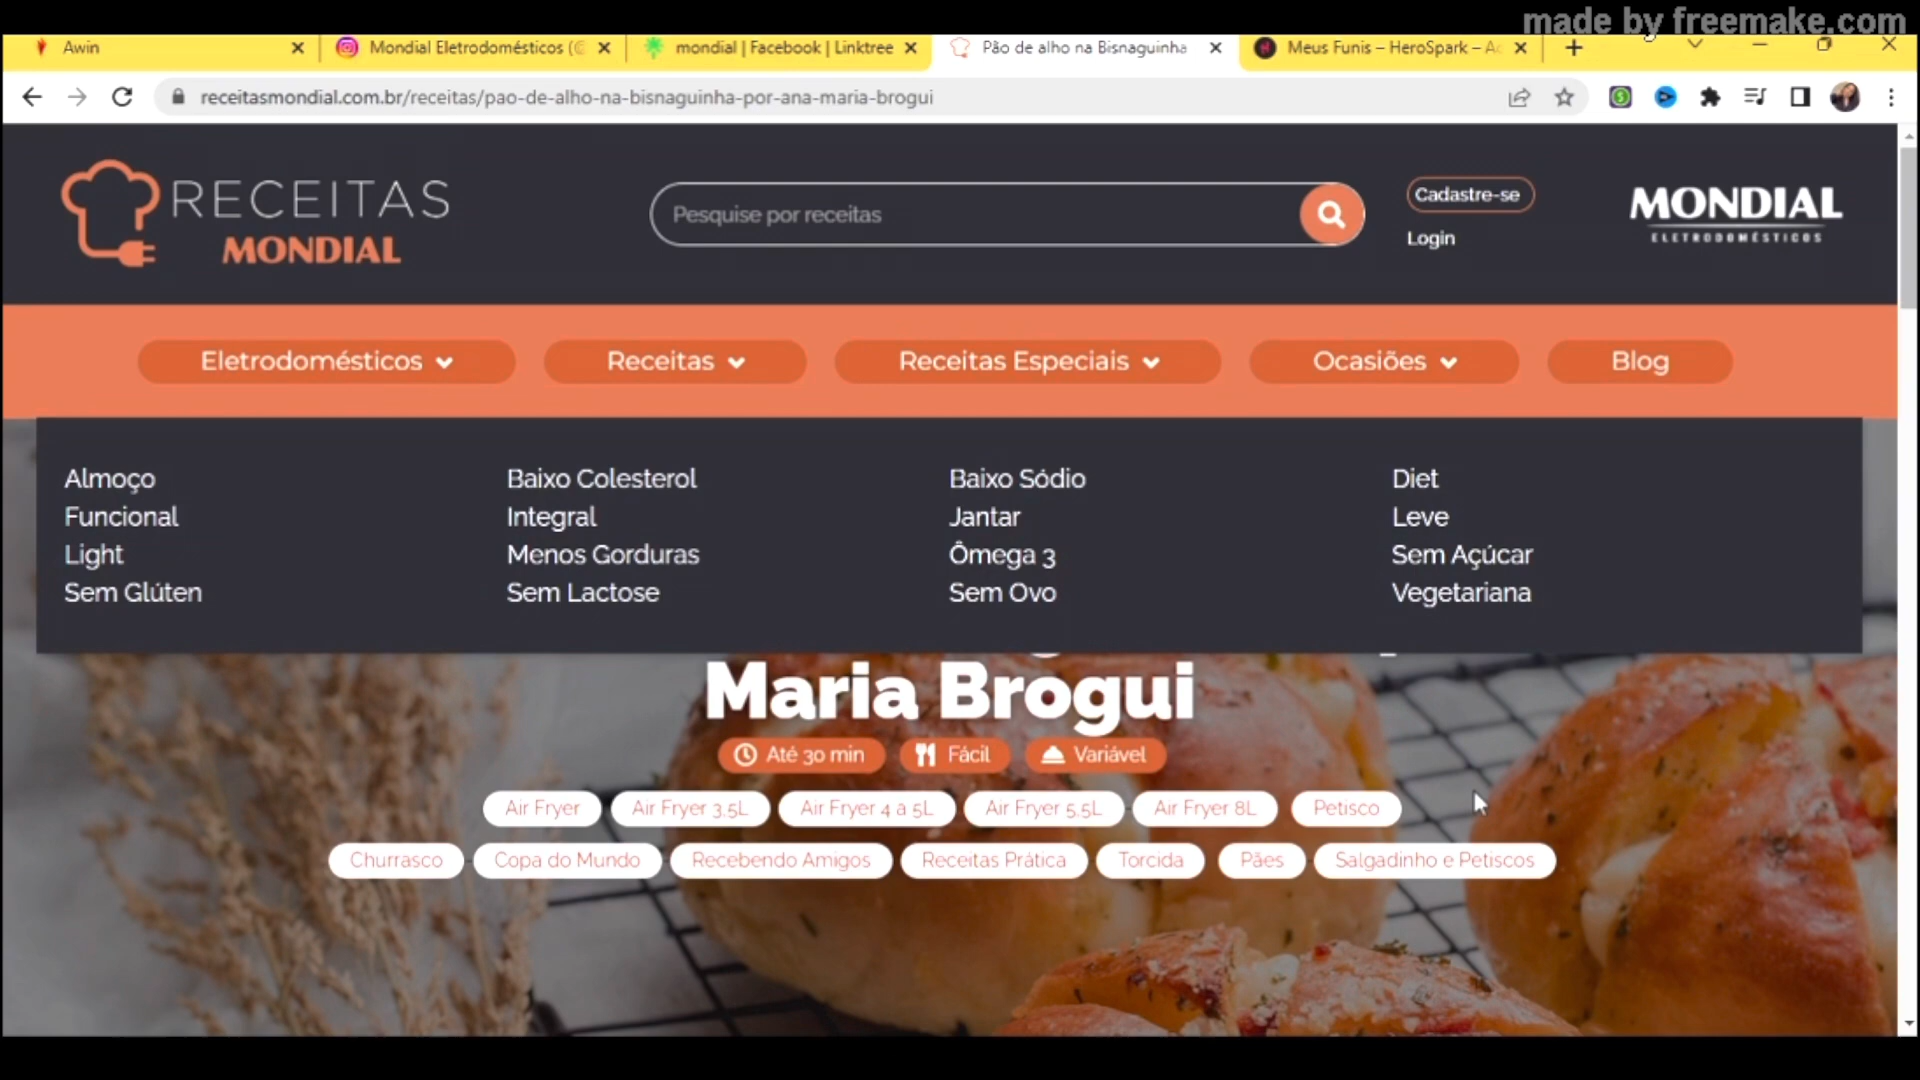 made by freemake.com
Awin
Mondial Eletrodomésticos (
mondial | Facebook | Linktree
Pão de alho na Bisnaguinha
Meus Funis – HeroSpark – A
receitasmondial.com.br/receitas/pao-de-alho-na-bisnaguinha-por-ana-maria-brogui
RECEITAS
MONDIAL
Pesquise por receitas
Cadastre-se
Login
MONDIAL
ELETRODOMÉSTICOS
Eletrodomésticos
Receitas
Receitas Especiais
Ocasiões
Blog
Almoço
Baixo Colesterol
Baixo Sódio
Diet
Funcional
Integral
Jantar
Leve
Light
Menos Gorduras
Ômega 3
Sem Açúcar
Sem Glúten
Sem Lactose
Sem Ovo
Vegetariana
Maria Brogui
Até 30 min
Fácil
Variável
Air Fryer
Air Fryer 3,5L
Air Fryer 4 a 5L
Air Fryer 5,5L
Air Fryer 8L
Petisco
Churrasco
Copa do Mundo
Recebendo Amigos
Receitas Prática
Torcida
Pães
Salgadinho e Petiscos